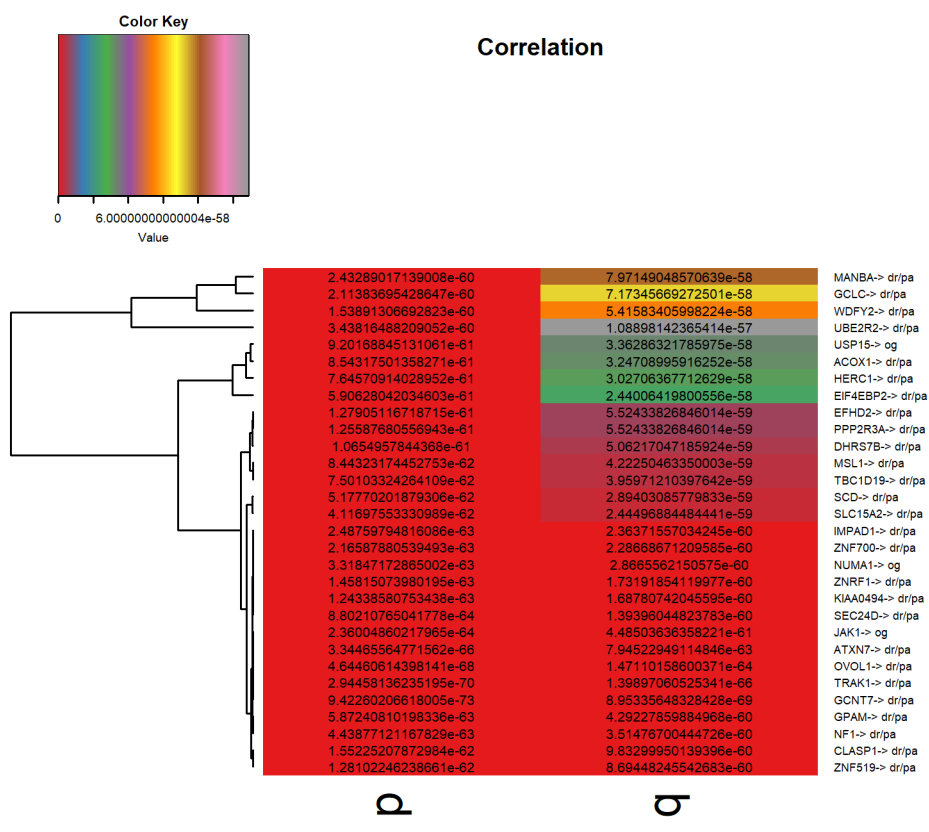 Color Key
Correlation
0 6.00000000000004e-58
Value
2.43289017139008e-60 7.97149048570639e-58 MANBA-> dr/pa
2.11383695428647e-60 7.17345669272501e-58 GCLC-> dr/pa
1.53891306692823e-60 5.41583405998224e-58 WDFY2-> dr/pa
3.43816488209052e-60 1.08898142365414e-57 UBE2R2-> dr/pa
9.20168845131061e-61 3.36286321785975e-58 USP15-> og
8.54317501358271e-61 3.24708995916252e-58 ACOX1-> dr/pa
7.64570914028952e-61 3.02706367712629e-58 HERC1-> dr/pa
5.90628042034603e-61 2.44006419800556e-58 EIF4EBP2-> dr/pa
1.27905116718715e-61 5.52433826846014e-59 EFHD2-> dr/pa
1.25587680556943e-61 5.52433826846014e-59 PPP2R3A-> dr/pa
1.0654957844368e-61 5.06217047185924e-59 DHRS7B-> dr/pa
8.44323174452753e-62 4.22250463350003e-59 MSL1-> dr/pa
7.50103324264109e-62 3.95971210397642e-59 TBC1D19-> dr/pa
5.17770201879306e-62 2.89403085779833e-59 SCD-> dr/pa
4.11697553330989e-62 2.44496884484441e-59 SLC15A2-> dr/pa
2.48759794816086e-63 2.36371557034245e-60 IMPAD1-> dr/pa
2.16587880539493e-63 2.28668671209585e-60 ZNF700-> dr/pa
3.31847172865002e-63 2.8665562150575e-60 NUMA1-> og
1.45815073980195e-63 1.73191854119977e-60 ZNRF1-> dr/pa
1.24338580753438e-63 1.68780742045595e-60 KIAA0494-> dr/pa
8.80210765041778e-64 1.39396044823783e-60 SEC24D-> dr/pa
2.36004860217965e-64 4.48503636358221e-61 JAK1-> og
3.34465564771562e-66 7.94522949114846e-63 ATXN7-> dr/pa
4.64460614398141e-68 1.47110158600371e-64 OVOL1-> dr/pa
2.94458136235195e-70 1.39897060525341e-66 TRAK1-> dr/pa
9.42260206618005e-73 8.95335648328428e-69 GCNT7-> dr/pa
5.87240810198336e-63 4.29227859884968e-60 GPAM-> dr/pa
4.43877121167829e-63 3.51476700444726e-60 NF1-> dr/pa
1.55225207872984e-62 9.83299950139396e-60 CLASP1-> dr/pa
1.28102246238661e-62 8.69448245542683e-60 ZNF519-> dr/pa
p q